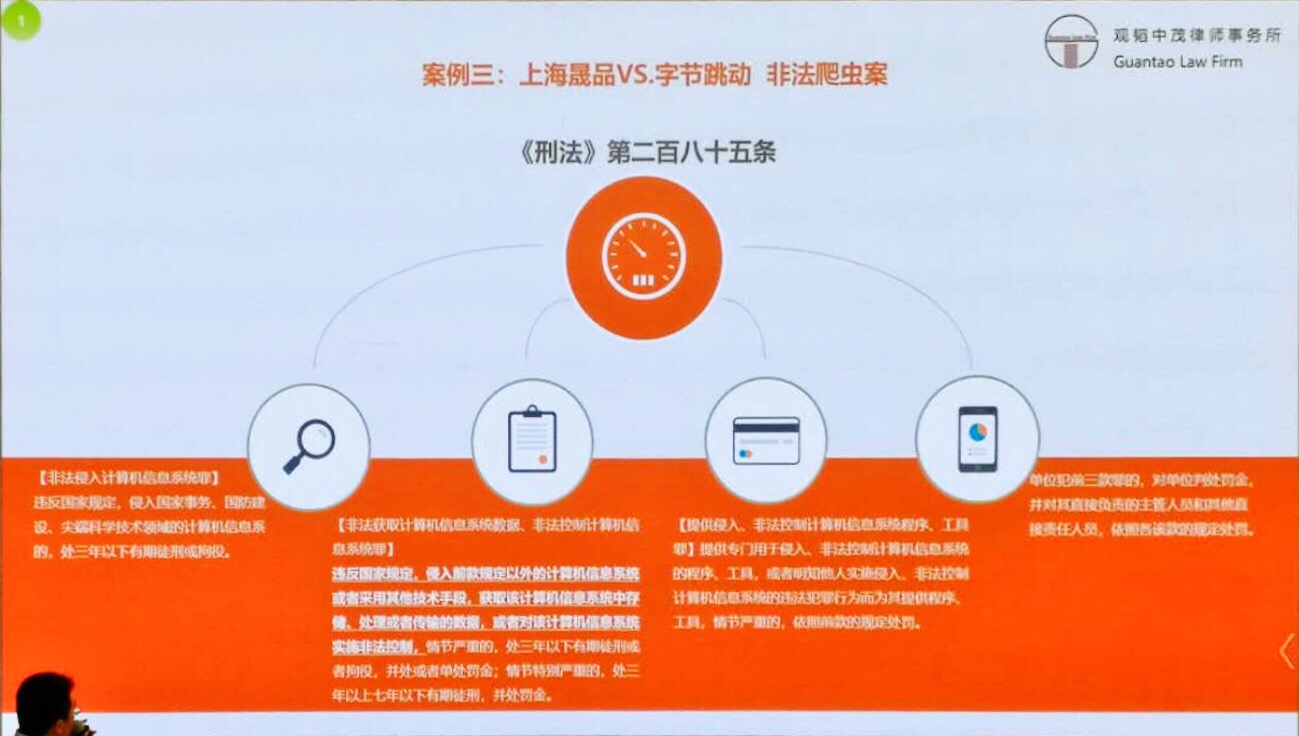 1
观韬中茂律师事务所
Guantao Law Firm
案例三：上海晟品VS.字节跳动 非法爬虫案
《刑法》第二百八十五条
【非法侵入计算机信息系统罪】
违反国家规定，侵入国家事务、国防建
设、尖端科学技术领域的计算机信息系
的，处三年以下有期徒刑或拘役。
【非法获取计算机信息系统数据、非法控制计算机信
息系统罪】
违反国家规定，侵入前款规定以外的计算机信息系统
或者采用其他技术手段，获取该计算机信息系统中存
储、处理或者传输的数据，或者对该计算机信息系统
实施非法控制，情节严重的，处三年以下有期徒刑或
者拘役，并处或者单处罚金；情节特别严重的，处三
年以上七年以下有期徒刑，并处罚金。
【提供侵入、非法控制计算机信息系统程序、工具
罪】提供专门用于侵入、非法控制计算机信息系统
的程序、工具，或者明知他人实施侵入、非法控制
计算机信息系统的违法犯罪行为而为其提供程序、
工具，情节严重的，依照前款的规定处罚。
单位犯前三款罪的，对单位判处罚金，
并对其直接负责的主管人员和其他直
接责任人员，依照各该款的规定处罚。